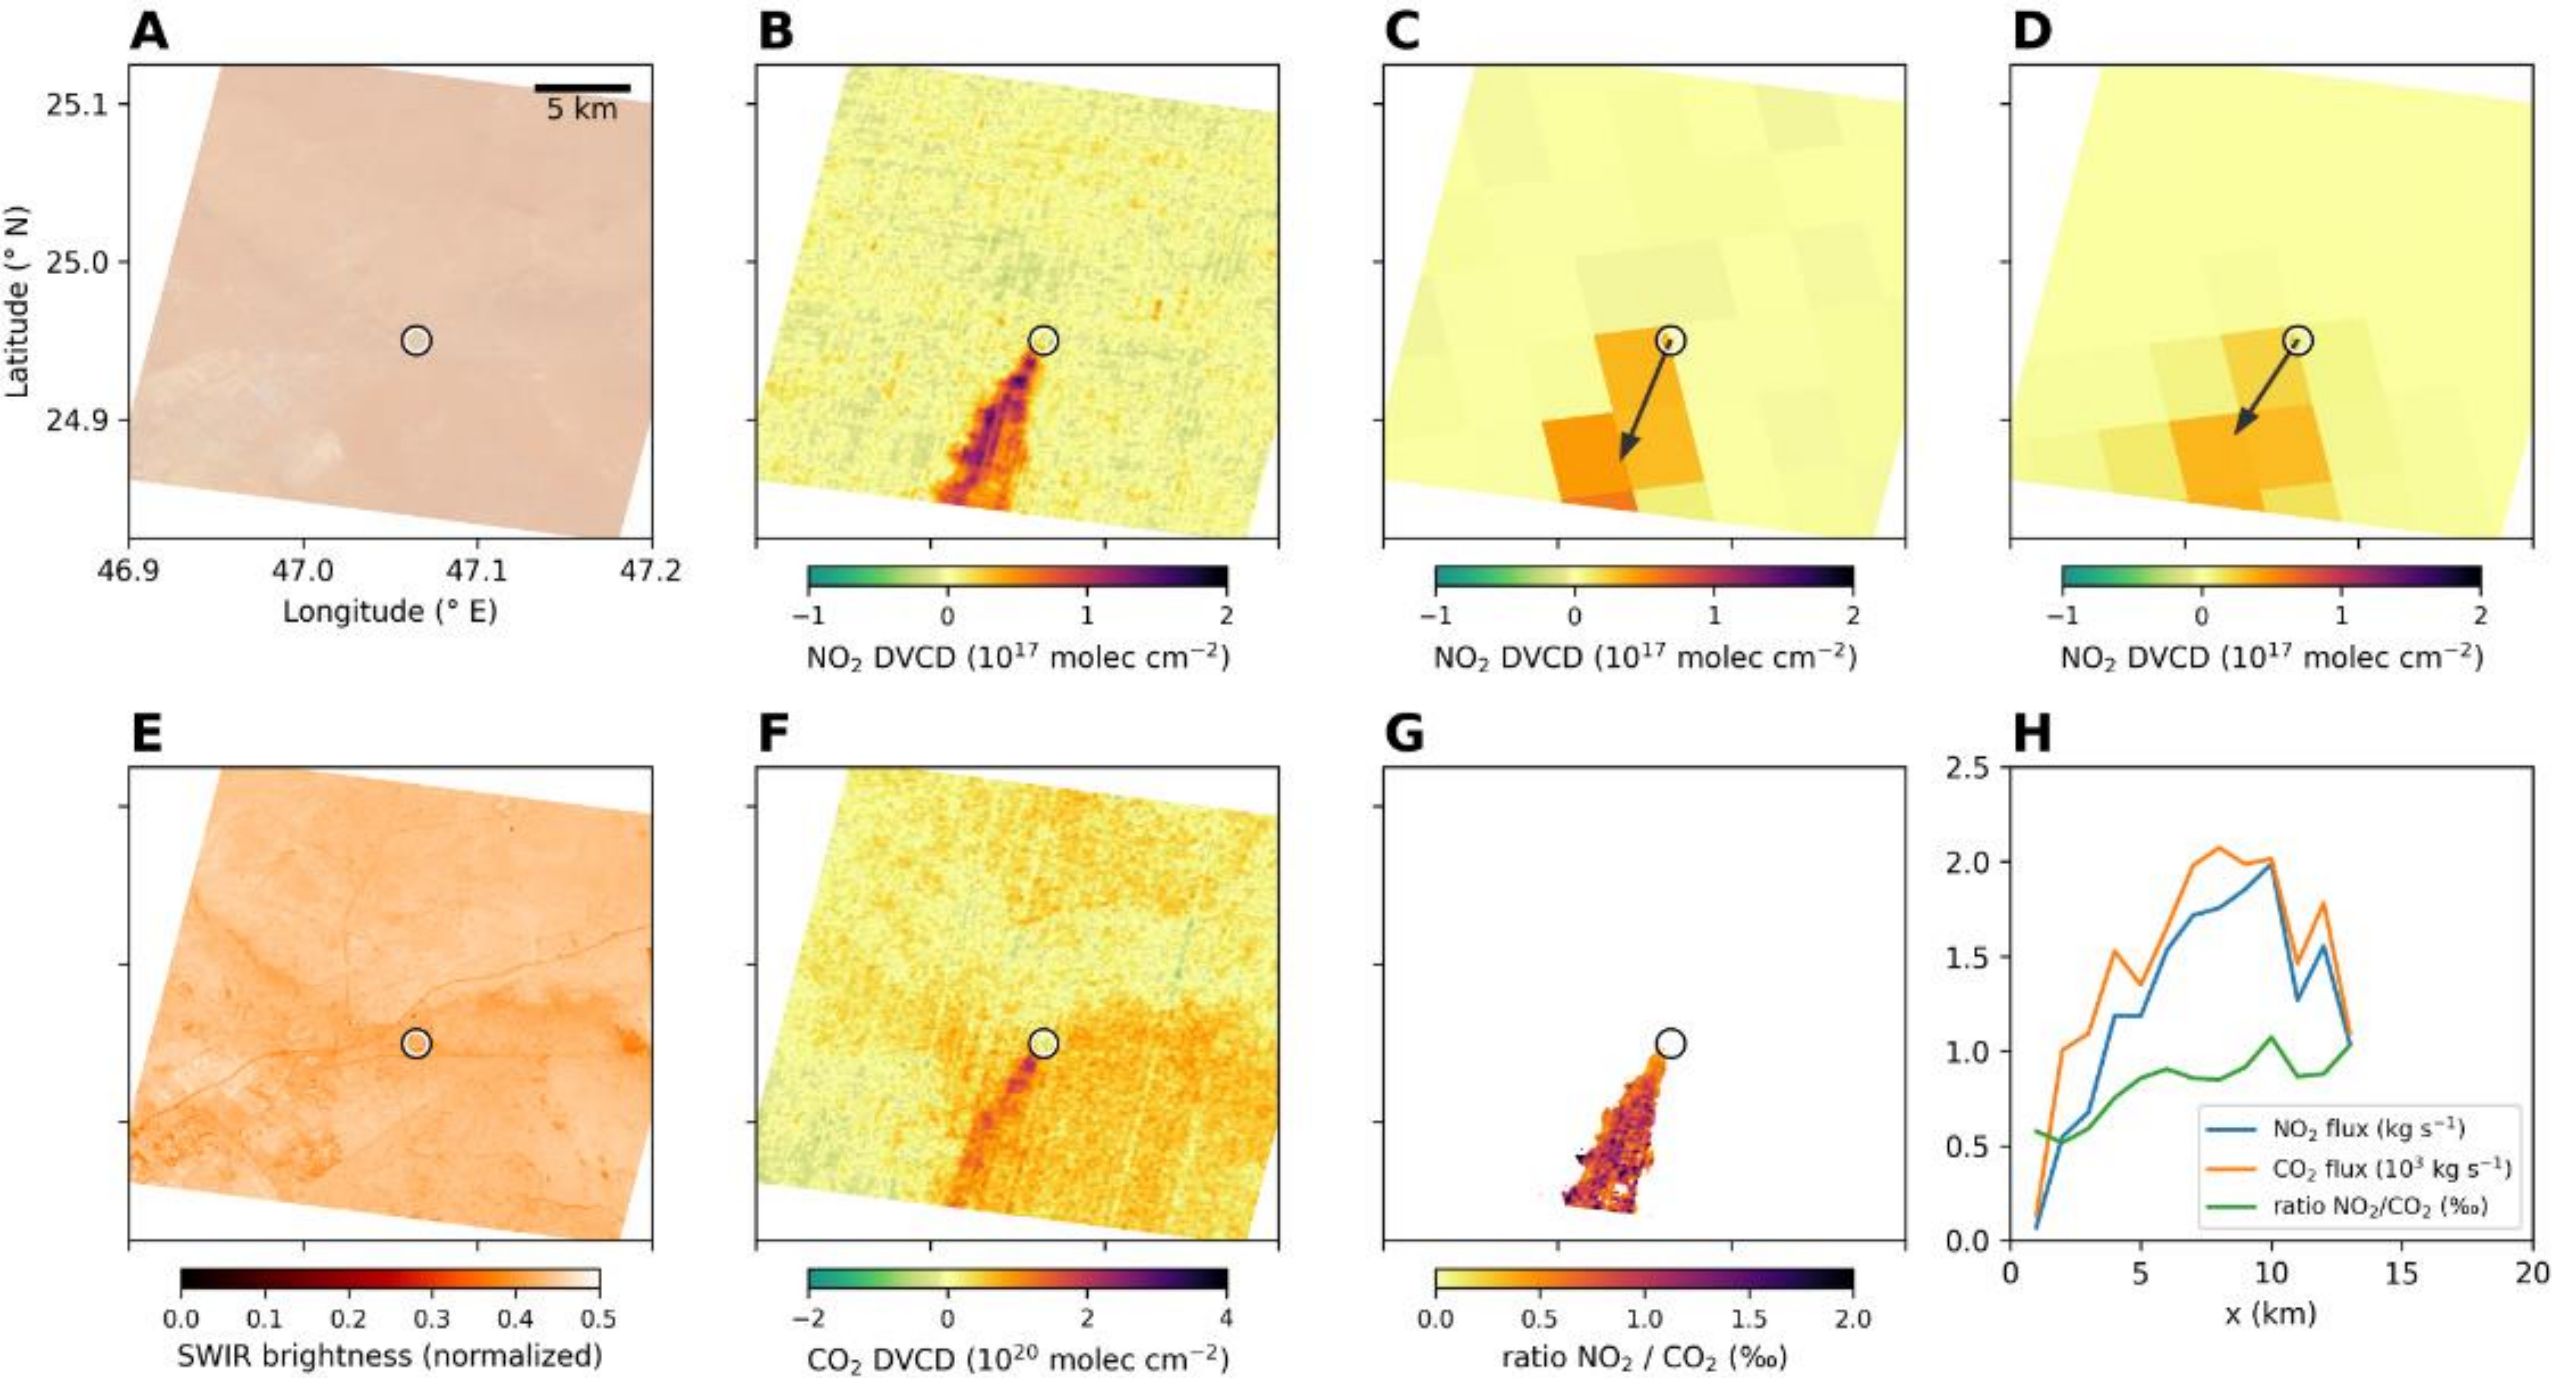 A
B
C
D
25.1
25.0
24.9
Latitude (° N)
5 km
46.9 47.0 47.1 47.2
Longitude (° E)
−1 0 1 2
NO₂ DVCD (10¹⁷ molec cm⁻²)
−1 0 1 2
NO₂ DVCD (10¹⁷ molec cm⁻²)
−1 0 1 2
NO₂ DVCD (10¹⁷ molec cm⁻²)
E
F
G
H
0.0 0.1 0.2 0.3 0.4 0.5
SWIR brightness (normalized)
−2 0 2 4
CO₂ DVCD (10²⁰ molec cm⁻²)
0.0 0.5 1.0 1.5 2.0
ratio NO₂ / CO₂ (‰)
2.5
2.0
1.5
1.0
0.5
0.0
NO₂ flux (kg s⁻¹)
CO₂ flux (10³ kg s⁻¹)
ratio NO₂/CO₂ (‰)
0 5 10 15 20
x (km)